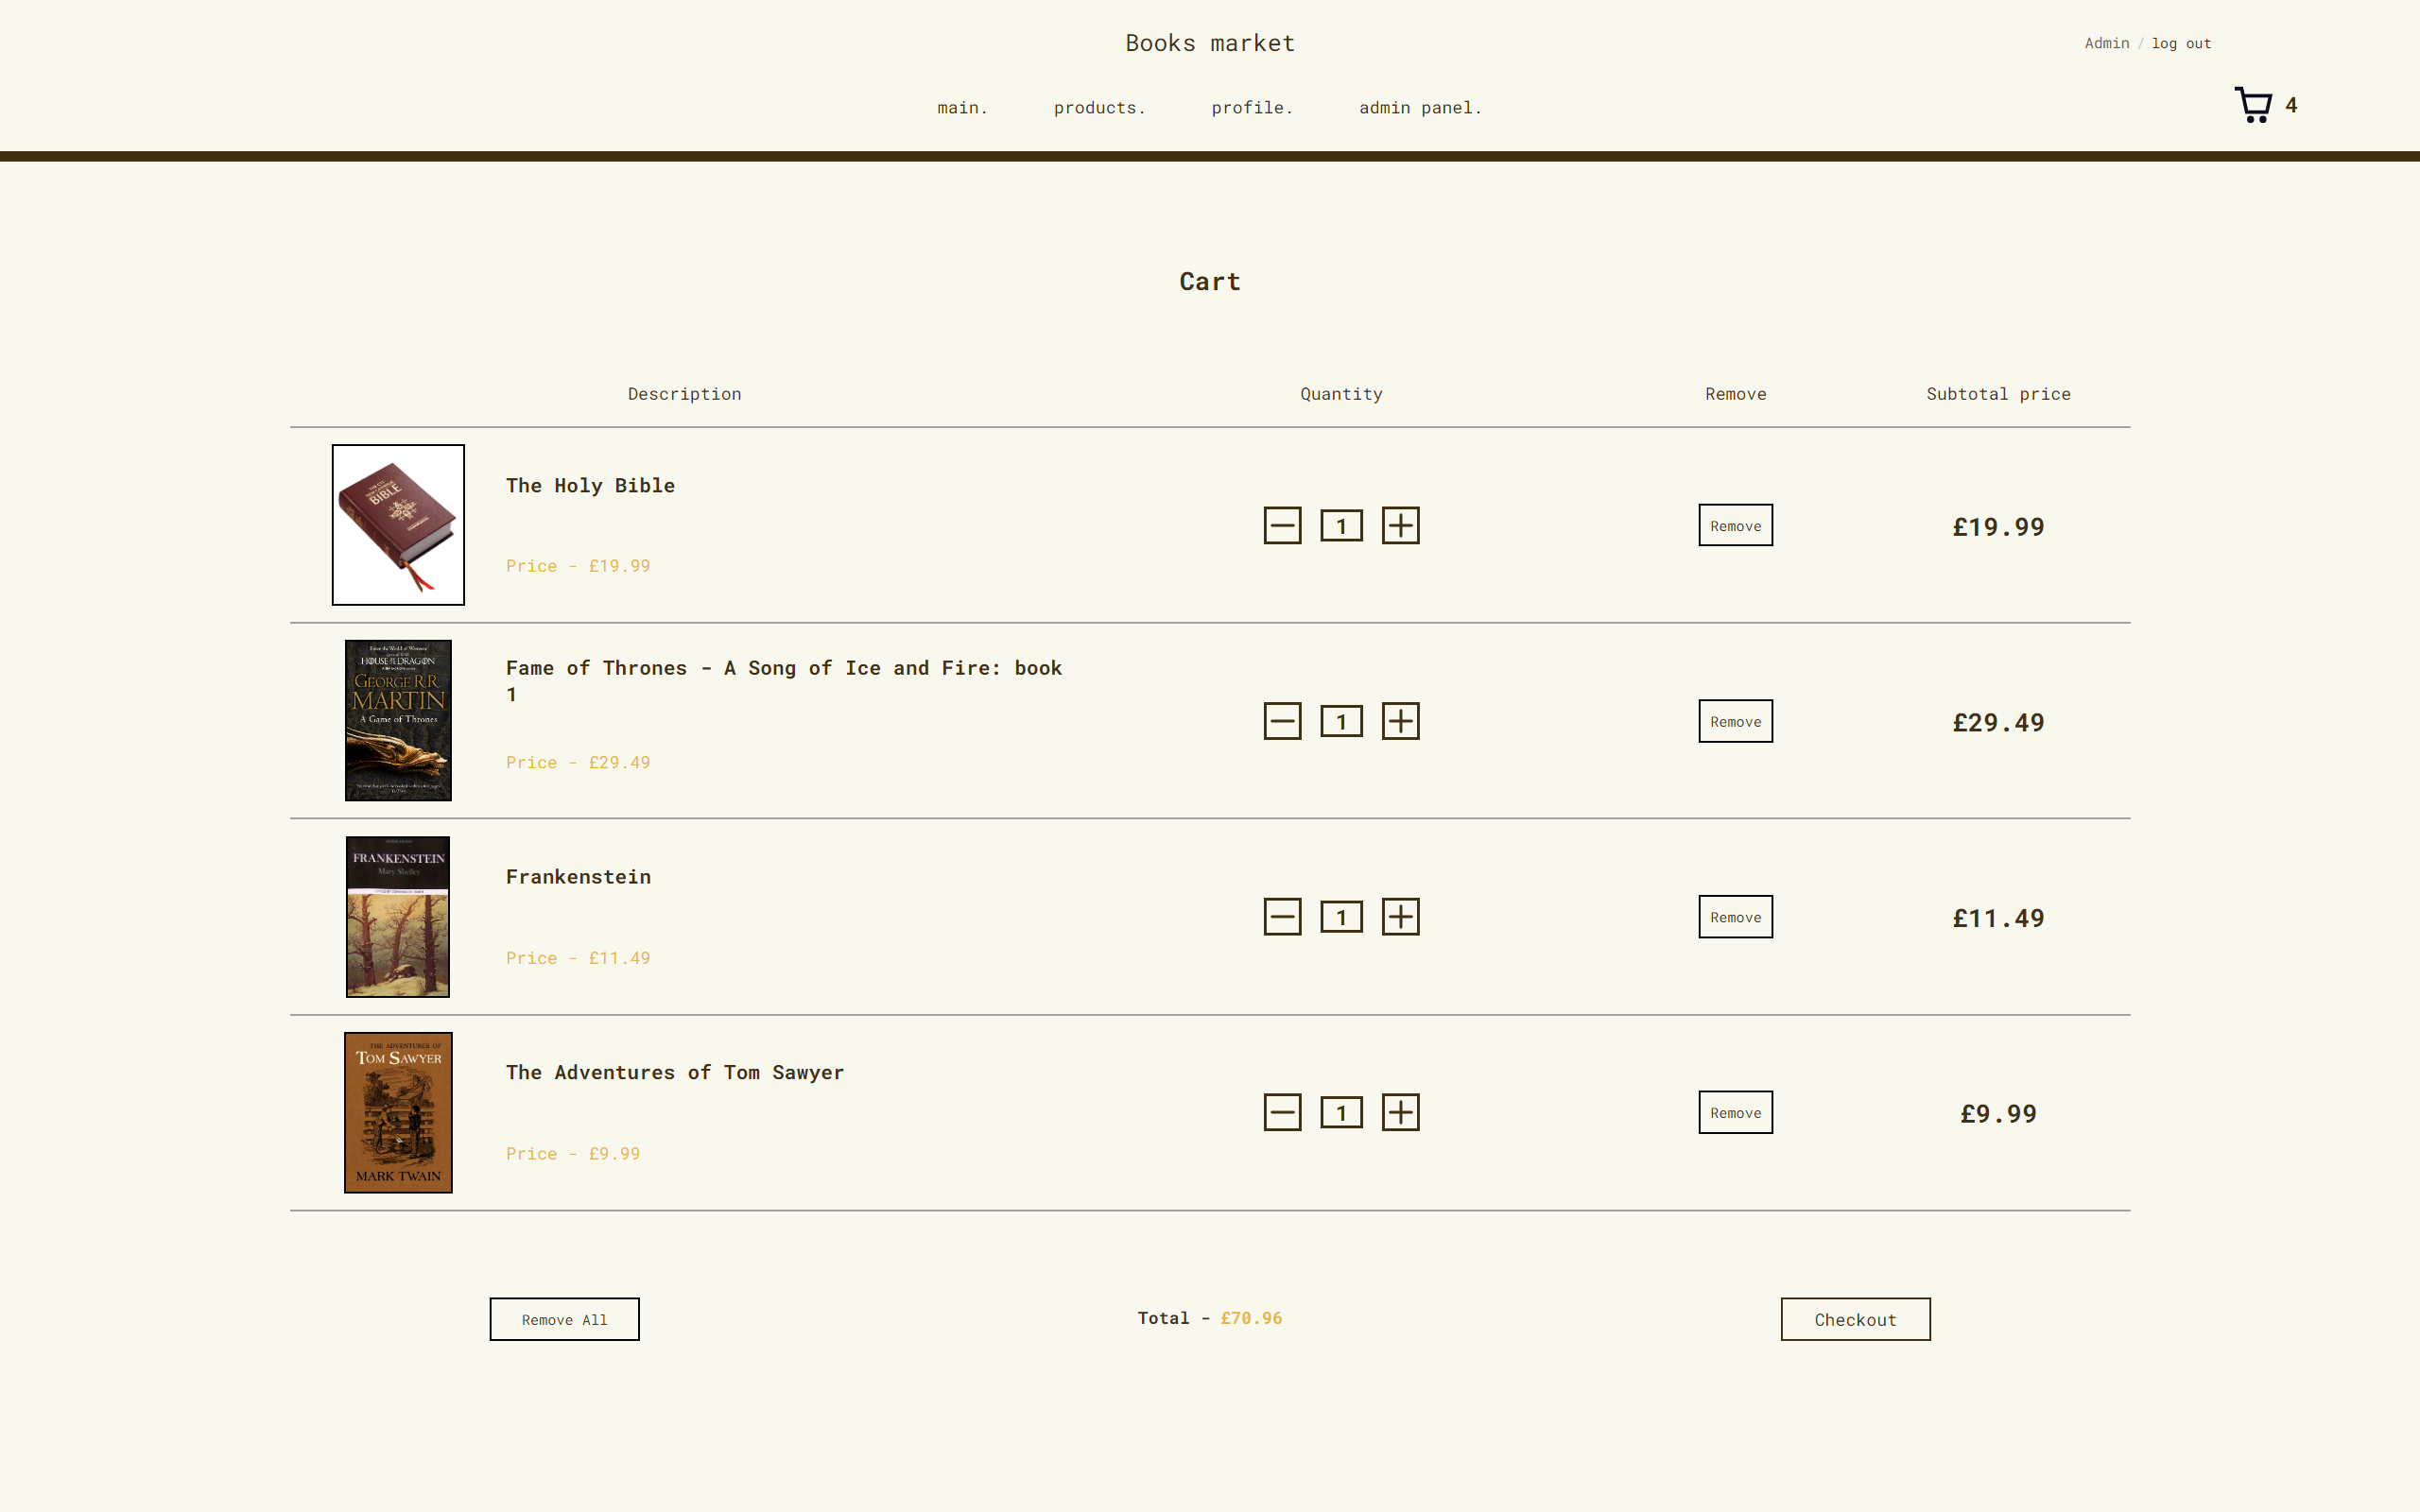 Books market
Admin / log out
main. products. profile. admin panel.
4
Cart
Description Quantity Remove Subtotal price
BIBLE
The Holy Bible
1
Remove
£19.99
Price - £19.99
HOUSE OF THE DRAGON
GEORGE R.R.
MARTIN
A Game of Thrones
Fame of Thrones - A Song of Ice and Fire: book
1
1
Remove
£29.49
Price - £29.49
FRANKENSTEIN
Mary Shelley
Frankenstein
1
Remove
£11.49
Price - £11.49
THE ADVENTURES OF
TOM SAWYER
MARK TWAIN
The Adventures of Tom Sawyer
1
Remove
£9.99
Price - £9.99
Remove All
Total - £70.96
Checkout